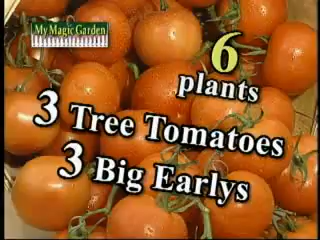 My Magic Garden
6
plants
3 Tree Tomatoes
3 Big Earlys